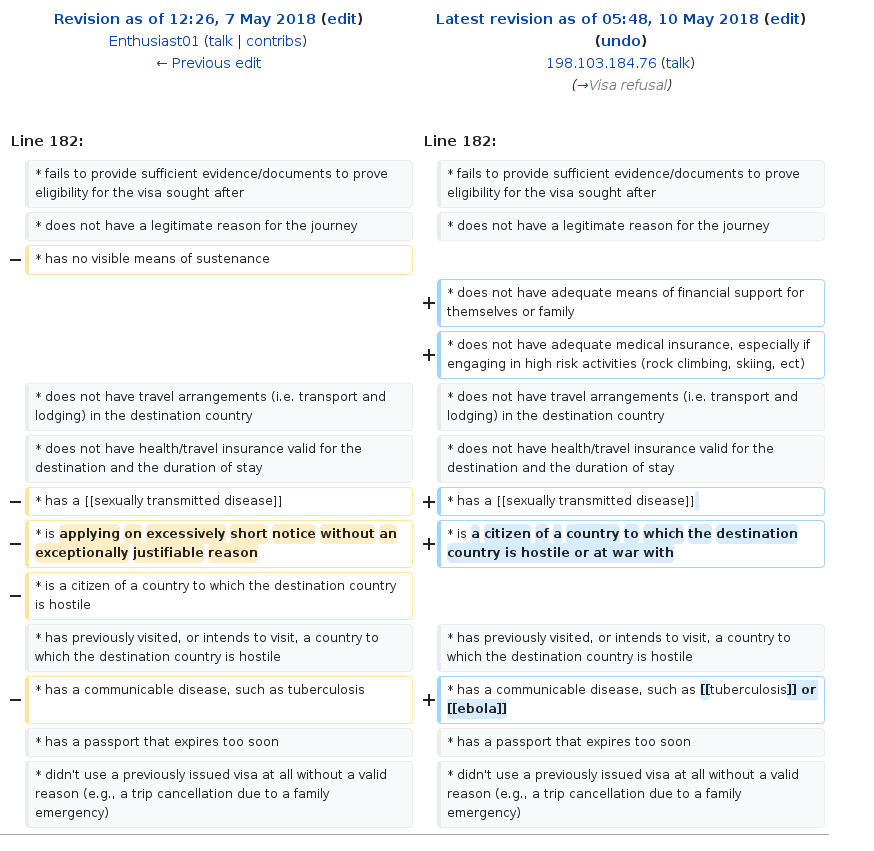 Revision as of 12:26, 7 May 2018 (edit)
Enthusiast01 (talk | contribs)
← Previous edit
Latest revision as of 05:48, 10 May 2018 (edit)
(undo)
198.103.184.76 (talk)
(→Visa refusal)
Line 182:
Line 182:
* fails to provide sufficient evidence/documents to prove
eligibility for the visa sought after
* fails to provide sufficient evidence/documents to prove
eligibility for the visa sought after
* does not have a legitimate reason for the journey
* does not have a legitimate reason for the journey
− * has no visible means of sustenance
+ * does not have adequate means of financial support for
themselves or family
+ * does not have adequate medical insurance, especially if
engaging in high risk activities (rock climbing, skiing, ect)
* does not have travel arrangements (i.e. transport and
lodging) in the destination country
* does not have travel arrangements (i.e. transport and
lodging) in the destination country
* does not have health/travel insurance valid for the
destination and the duration of stay
* does not have health/travel insurance valid for the
destination and the duration of stay
− * has a [[sexually transmitted disease]]
+ * has a [[sexually transmitted disease]]
− * is applying on excessively short notice without an
exceptionally justifiable reason
+ * is a citizen of a country to which the destination
country is hostile or at war with
− * is a citizen of a country to which the destination country
is hostile
* has previously visited, or intends to visit, a country to
which the destination country is hostile
* has previously visited, or intends to visit, a country to
which the destination country is hostile
− * has a communicable disease, such as tuberculosis
+ * has a communicable disease, such as [[tuberculosis]] or
[[ebola]]
* has a passport that expires too soon
* has a passport that expires too soon
* didn't use a previously issued visa at all without a valid
reason (e.g., a trip cancellation due to a family
emergency)
* didn't use a previously issued visa at all without a valid
reason (e.g., a trip cancellation due to a family
emergency)